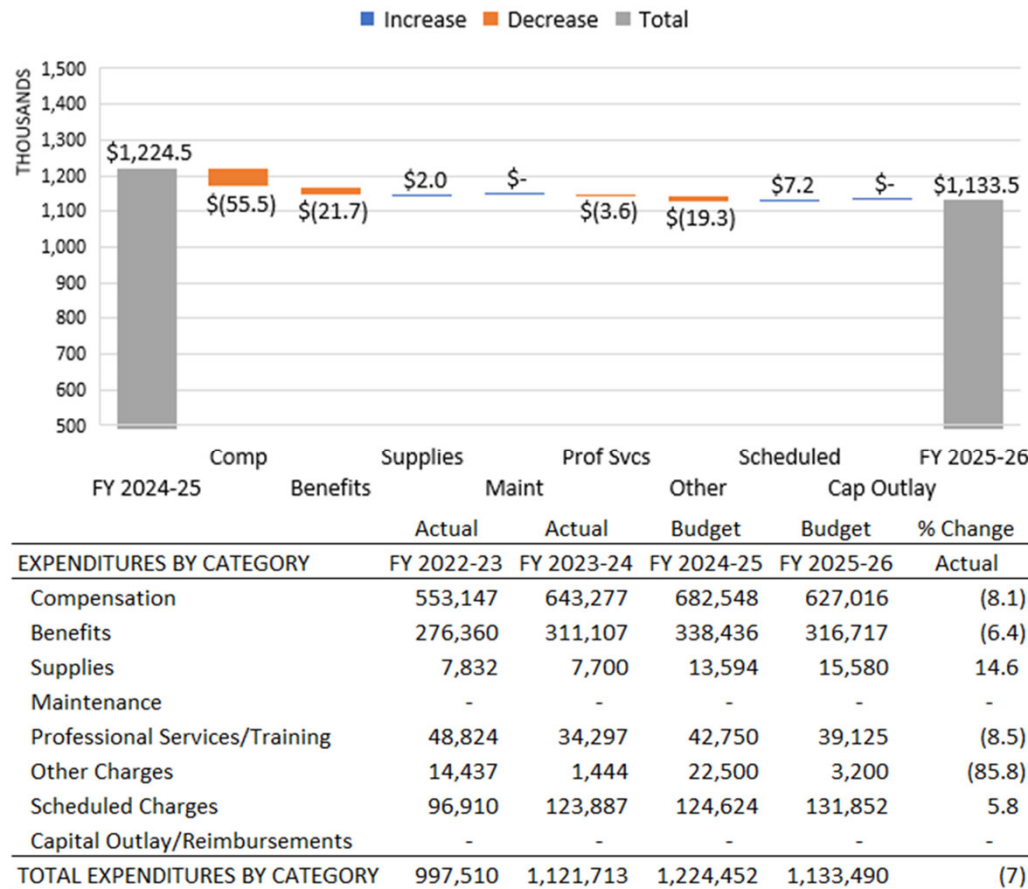 Increase Decrease Total
THOUSANDS
1,500
1,400
1,300
1,200
1,100
1,000
900
800
700
600
500
$1,224.5
$(55.5)
$(21.7)
$2.0
$-
$(3.6)
$(19.3)
$7.2
$-
$1,133.5
Comp Supplies Prof Svcs Scheduled FY 2025-26
FY 2024-25 Benefits Maint Other Cap Outlay
Actual Actual Budget Budget % Change
EXPENDITURES BY CATEGORY FY 2022-23 FY 2023-24 FY 2024-25 FY 2025-26 Actual
Compensation 553,147 643,277 682,548 627,016 (8.1)
Benefits 276,360 311,107 338,436 316,717 (6.4)
Supplies 7,832 7,700 13,594 15,580 14.6
Maintenance - - - - -
Professional Services/Training 48,824 34,297 42,750 39,125 (8.5)
Other Charges 14,437 1,444 22,500 3,200 (85.8)
Scheduled Charges 96,910 123,887 124,624 131,852 5.8
Capital Outlay/Reimbursements - - - - -
TOTAL EXPENDITURES BY CATEGORY 997,510 1,121,713 1,224,452 1,133,490 (7)